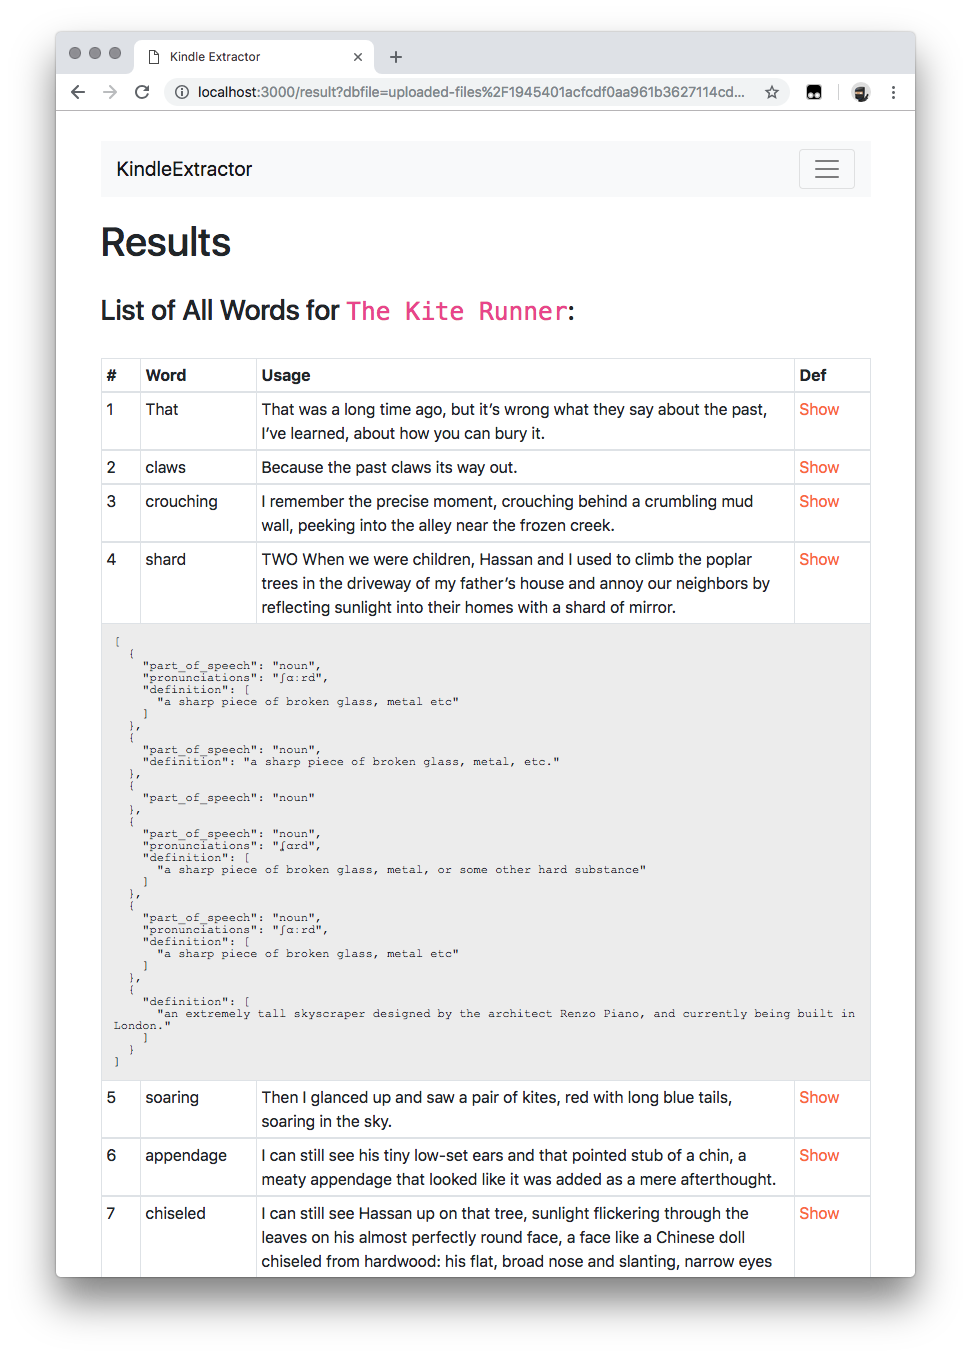 Kindle Extractor
localhost:3000/result?dbfile=uploaded-files%2F1945401acfcdf0aa961b3627114cd...
KindleExtractor
Results
List of All Words for The Kite Runner:
# Word Usage Def
1 That That was a long time ago, but it’s wrong what they say about the past, Show
I’ve learned, about how you can bury it.
2 claws Because the past claws its way out. Show
3 crouching I remember the precise moment, crouching behind a crumbling mud Show
wall, peeking into the alley near the frozen creek.
4 shard TWO When we were children, Hassan and I used to climb the poplar Show
trees in the driveway of my father’s house and annoy our neighbors by
reflecting sunlight into their homes with a shard of mirror.
[
{
"part_of_speech": "noun",
"pronunciations": "ʃɑːrd",
"definition": [
"a sharp piece of broken glass, metal etc"
]
},
{
"part_of_speech": "noun",
"definition": "a sharp piece of broken glass, metal, etc."
},
{
"part_of_speech": "noun"
},
{
"part_of_speech": "noun",
"pronunciations": "ʃɑrd",
"definition": [
"a sharp piece of broken glass, metal, or some other hard substance"
]
},
{
"part_of_speech": "noun",
"pronunciations": "ʃɑːrd",
"definition": [
"a sharp piece of broken glass, metal etc"
]
},
{
"definition": [
"an extremely tall skyscraper designed by the architect Renzo Piano, and currently being built in
London."
]
}
]
5 soaring Then I glanced up and saw a pair of kites, red with long blue tails, Show
soaring in the sky.
6 appendage I can still see his tiny low-set ears and that pointed stub of a chin, a Show
meaty appendage that looked like it was added as a mere afterthought.
7 chiseled I can still see Hassan up on that tree, sunlight flickering through the Show
leaves on his almost perfectly round face, a face like a Chinese doll
chiseled from hardwood: his flat, broad nose and slanting, narrow eyes